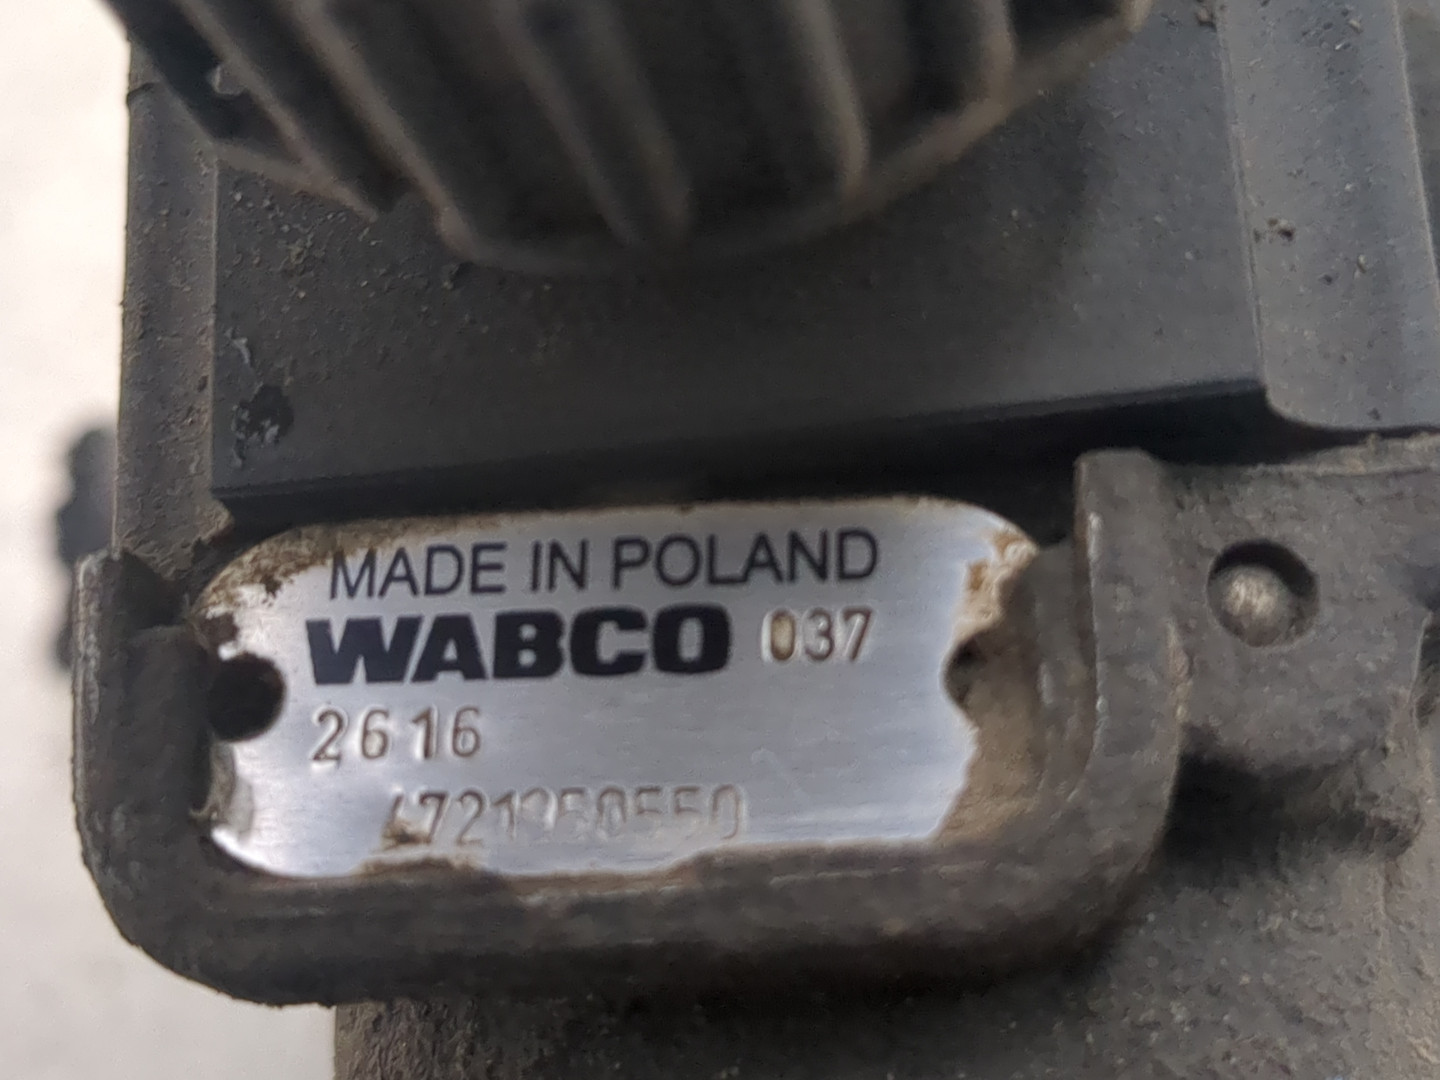 MADE IN POLAND
WABCO 037
2616